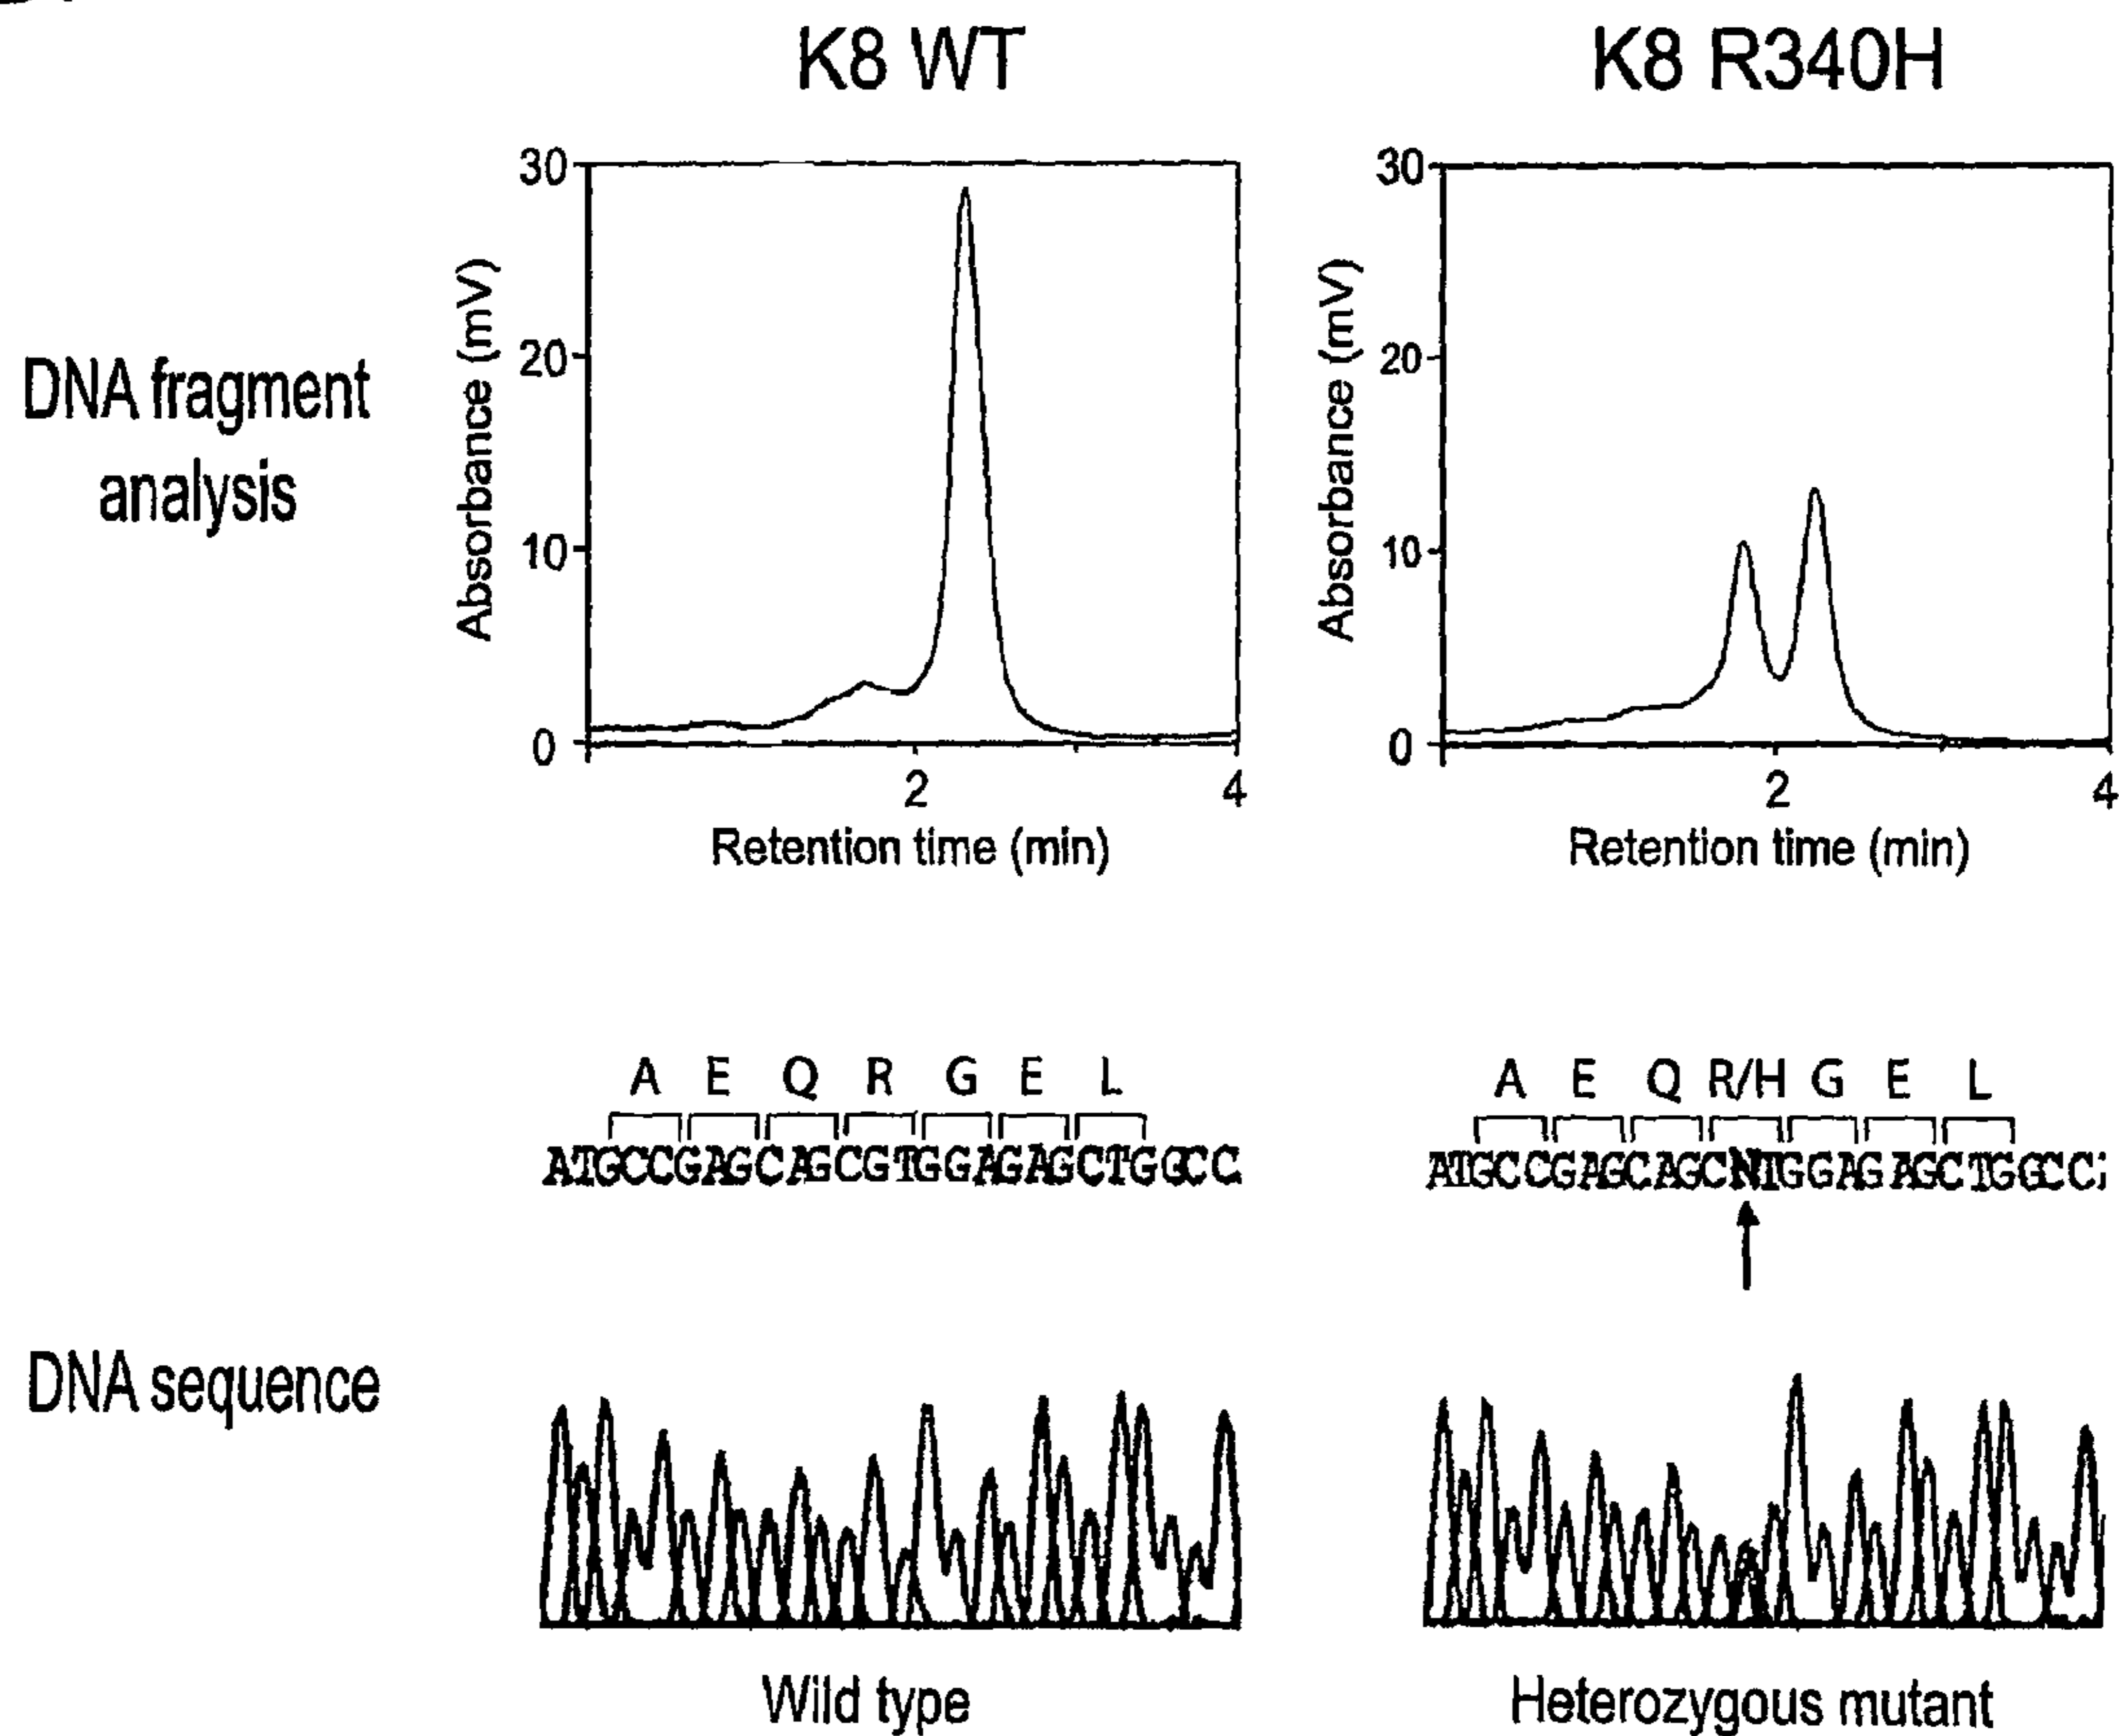 K8 WT
K8 R340H
DNA fragment
analysis
Absorbance (mV)
30
20
10
0
2
4
Retention time (min)
Absorbance (mV)
30
20
10
0
2
4
Retention time (min)
A E Q R G E L
ATGCCGAGCAGCGTGGAGAGCTGGCC
A E Q R/H G E L
ATGCCGAGCAGCNTGGAGAGCTGGCC
DNA sequence
Wild type
Heterozygous mutant